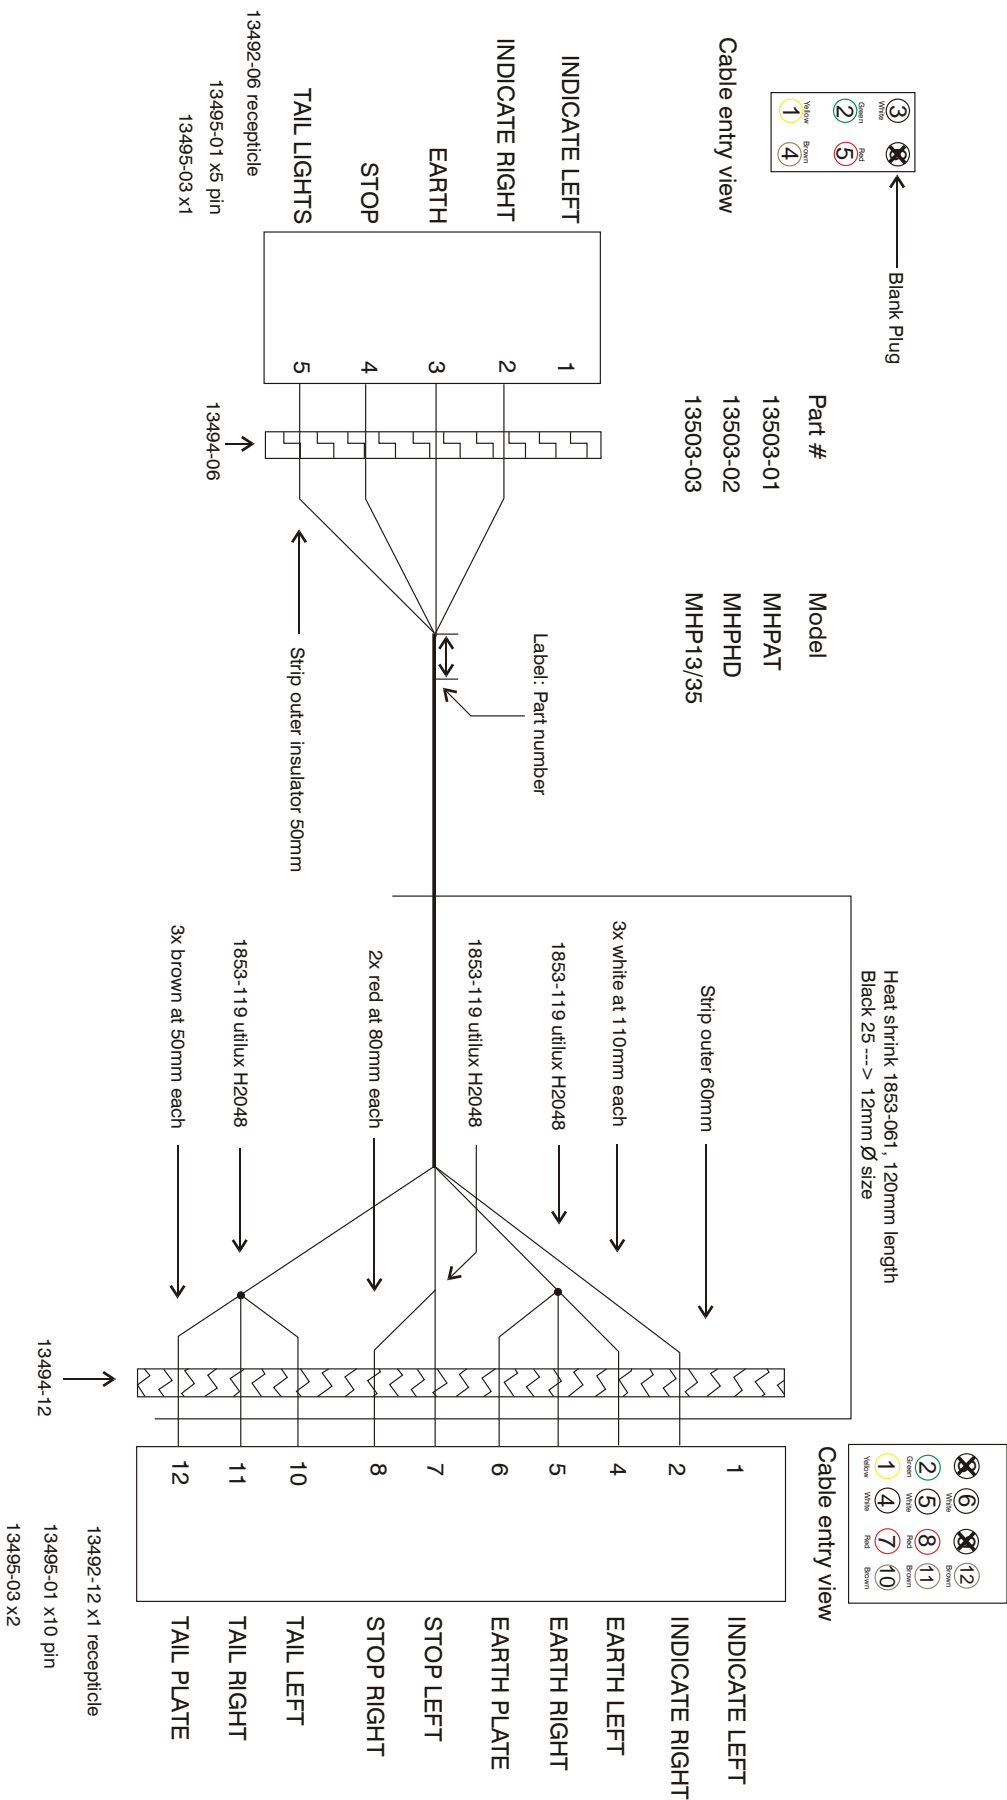 3
White
8
Green
2
Red
5
Yellow
1
Brown
4
Blank Plug
Cable entry view
Part #
Model
13503-01
MHPAT
13503-02
MHPHD
13503-03
MHP13/35
INDICATE LEFT
INDICATE RIGHT
EARTH
STOP
TAIL LIGHTS
1
2
3
4
5
13492-06 recepticle
13495-01 x5 pin
13495-03 x1
13494-06
Label: Part number
Strip outer insulator 50mm
Heat shrink 1853-061, 120mm length
Black 25 ---> 12mm Ø size
Strip outer 60mm
3x white at 110mm each
1853-119 utilux H2048
1853-119 utilux H2048
2x red at 80mm each
1853-119 utilux H2048
3x brown at 50mm each
13494-12
6
White
12
Brown
Green
2
White
5
Red
8
Brown
11
Yellow
1
White
4
Red
7
Brown
10
Cable entry view
1
2
4
5
6
7
8
10
11
12
INDICATE LEFT
INDICATE RIGHT
EARTH LEFT
EARTH RIGHT
EARTH PLATE
STOP LEFT
STOP RIGHT
TAIL LEFT
TAIL RIGHT
TAIL PLATE
13492-12 x1 recepticle
13495-01 x10 pin
13495-03 x2